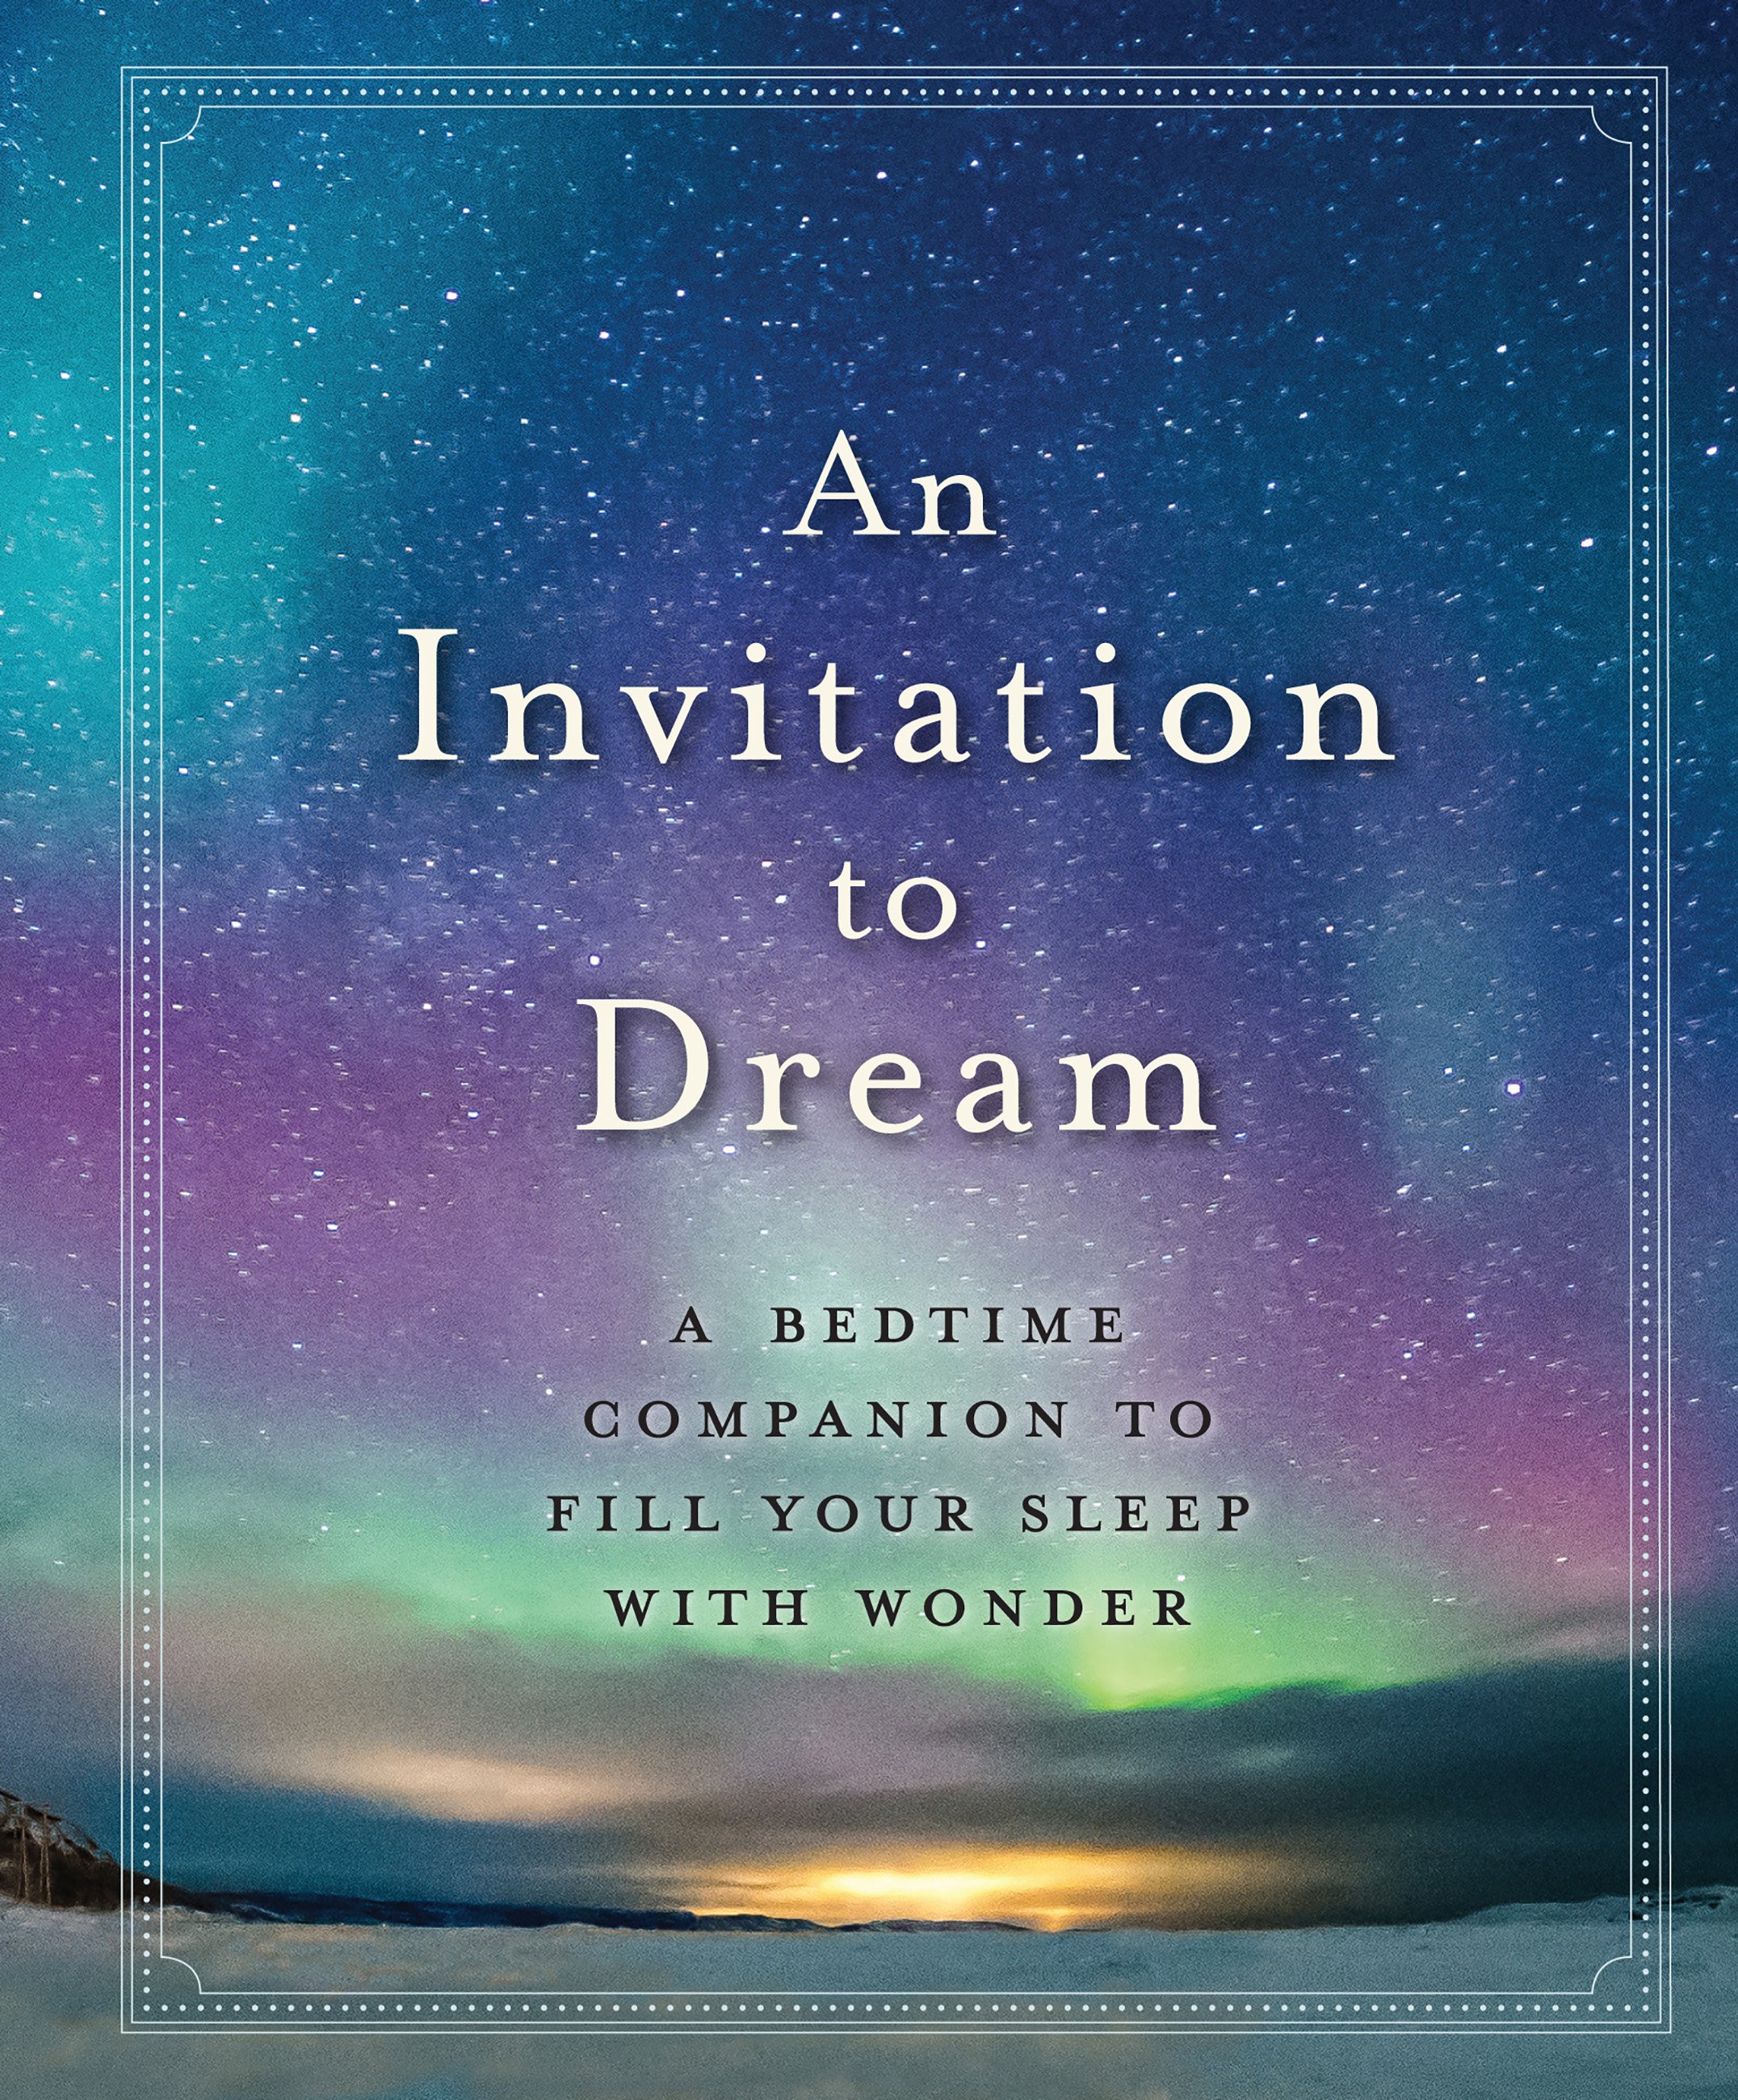 An
Invitation
to
Dream
A BEDTIME
COMPANION TO
FILL YOUR SLEEP
WITH WONDER